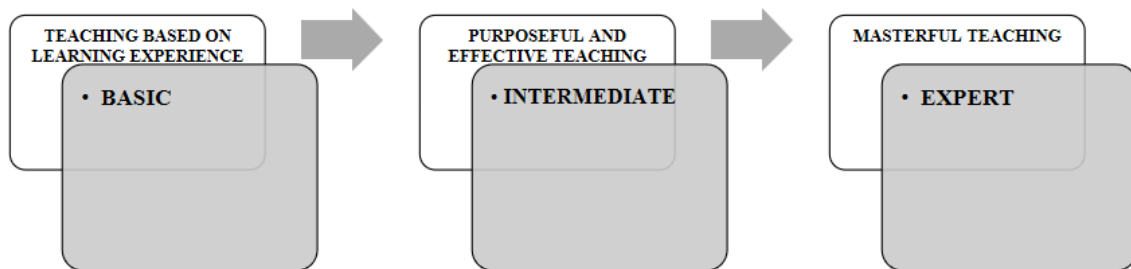 TEACHING BASED ON
LEARNING EXPERIENCE
• BASIC
PURPOSEFUL AND
EFFECTIVE TEACHING
• INTERMEDIATE
MASTERFUL TEACHING
• EXPERT